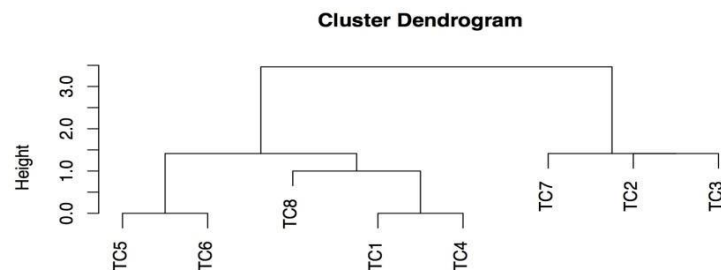 Cluster Dendrogram
Height
3.0
2.0
1.0
0.0
TC5
TC6
TC8
TC1
TC4
TC7
TC2
TC3